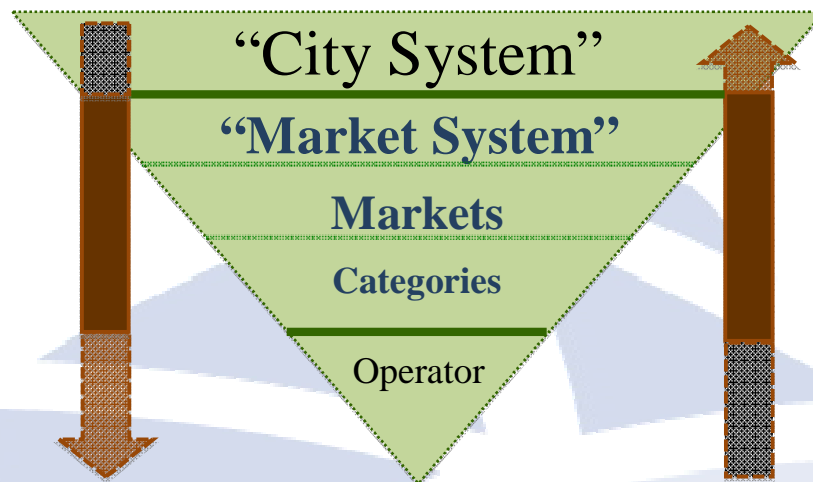 “City System”
“Market System”
Markets
Categories
Operator